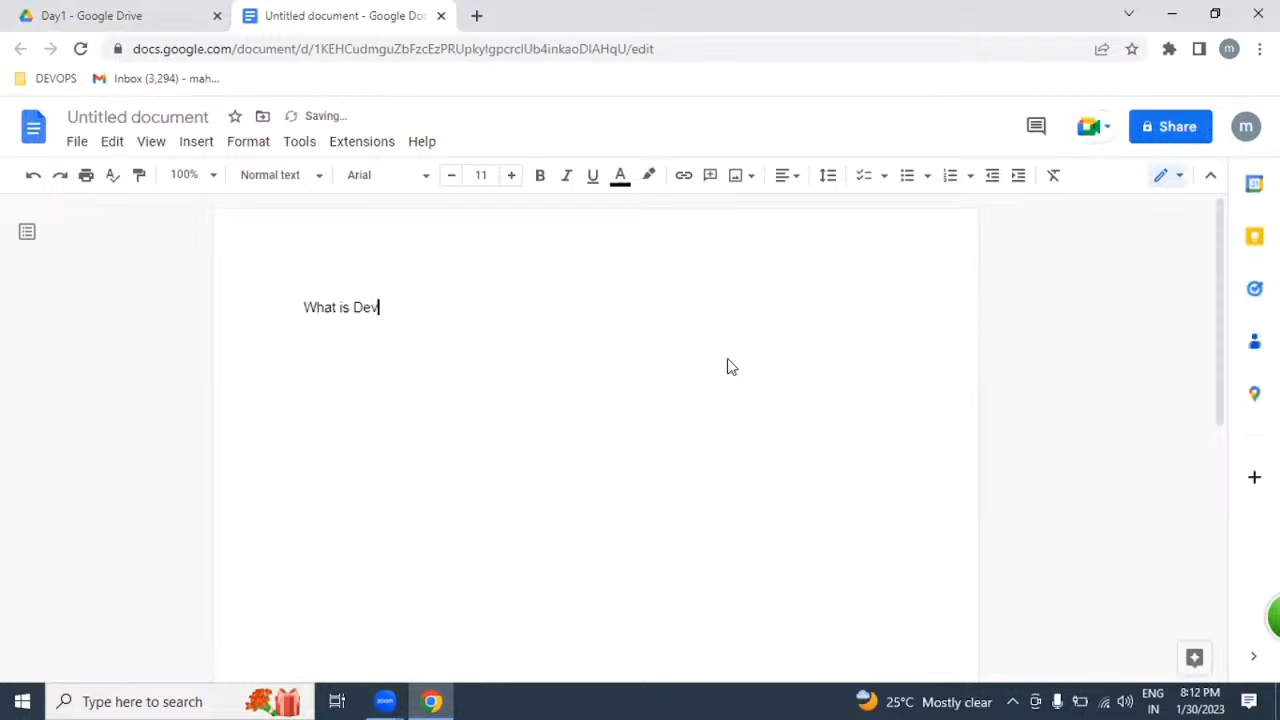 Day1 - Google Drive
Untitled document - Google Doc
docs.google.com/document/d/1KEHCudmguZbFzcEzPRUpkylgpcrclUb4inkaoDIAHqU/edit
m
DEVOPS
Inbox (3,294) - mah...
Untitled document
Saving...
File Edit View Insert Format Tools Extensions Help
Share
m
100% Normal text Arial 11 B I U A
31
What is Dev
Type here to search
zoom
25°C Mostly clear
ENG
IN
8:12 PM
1/30/2023